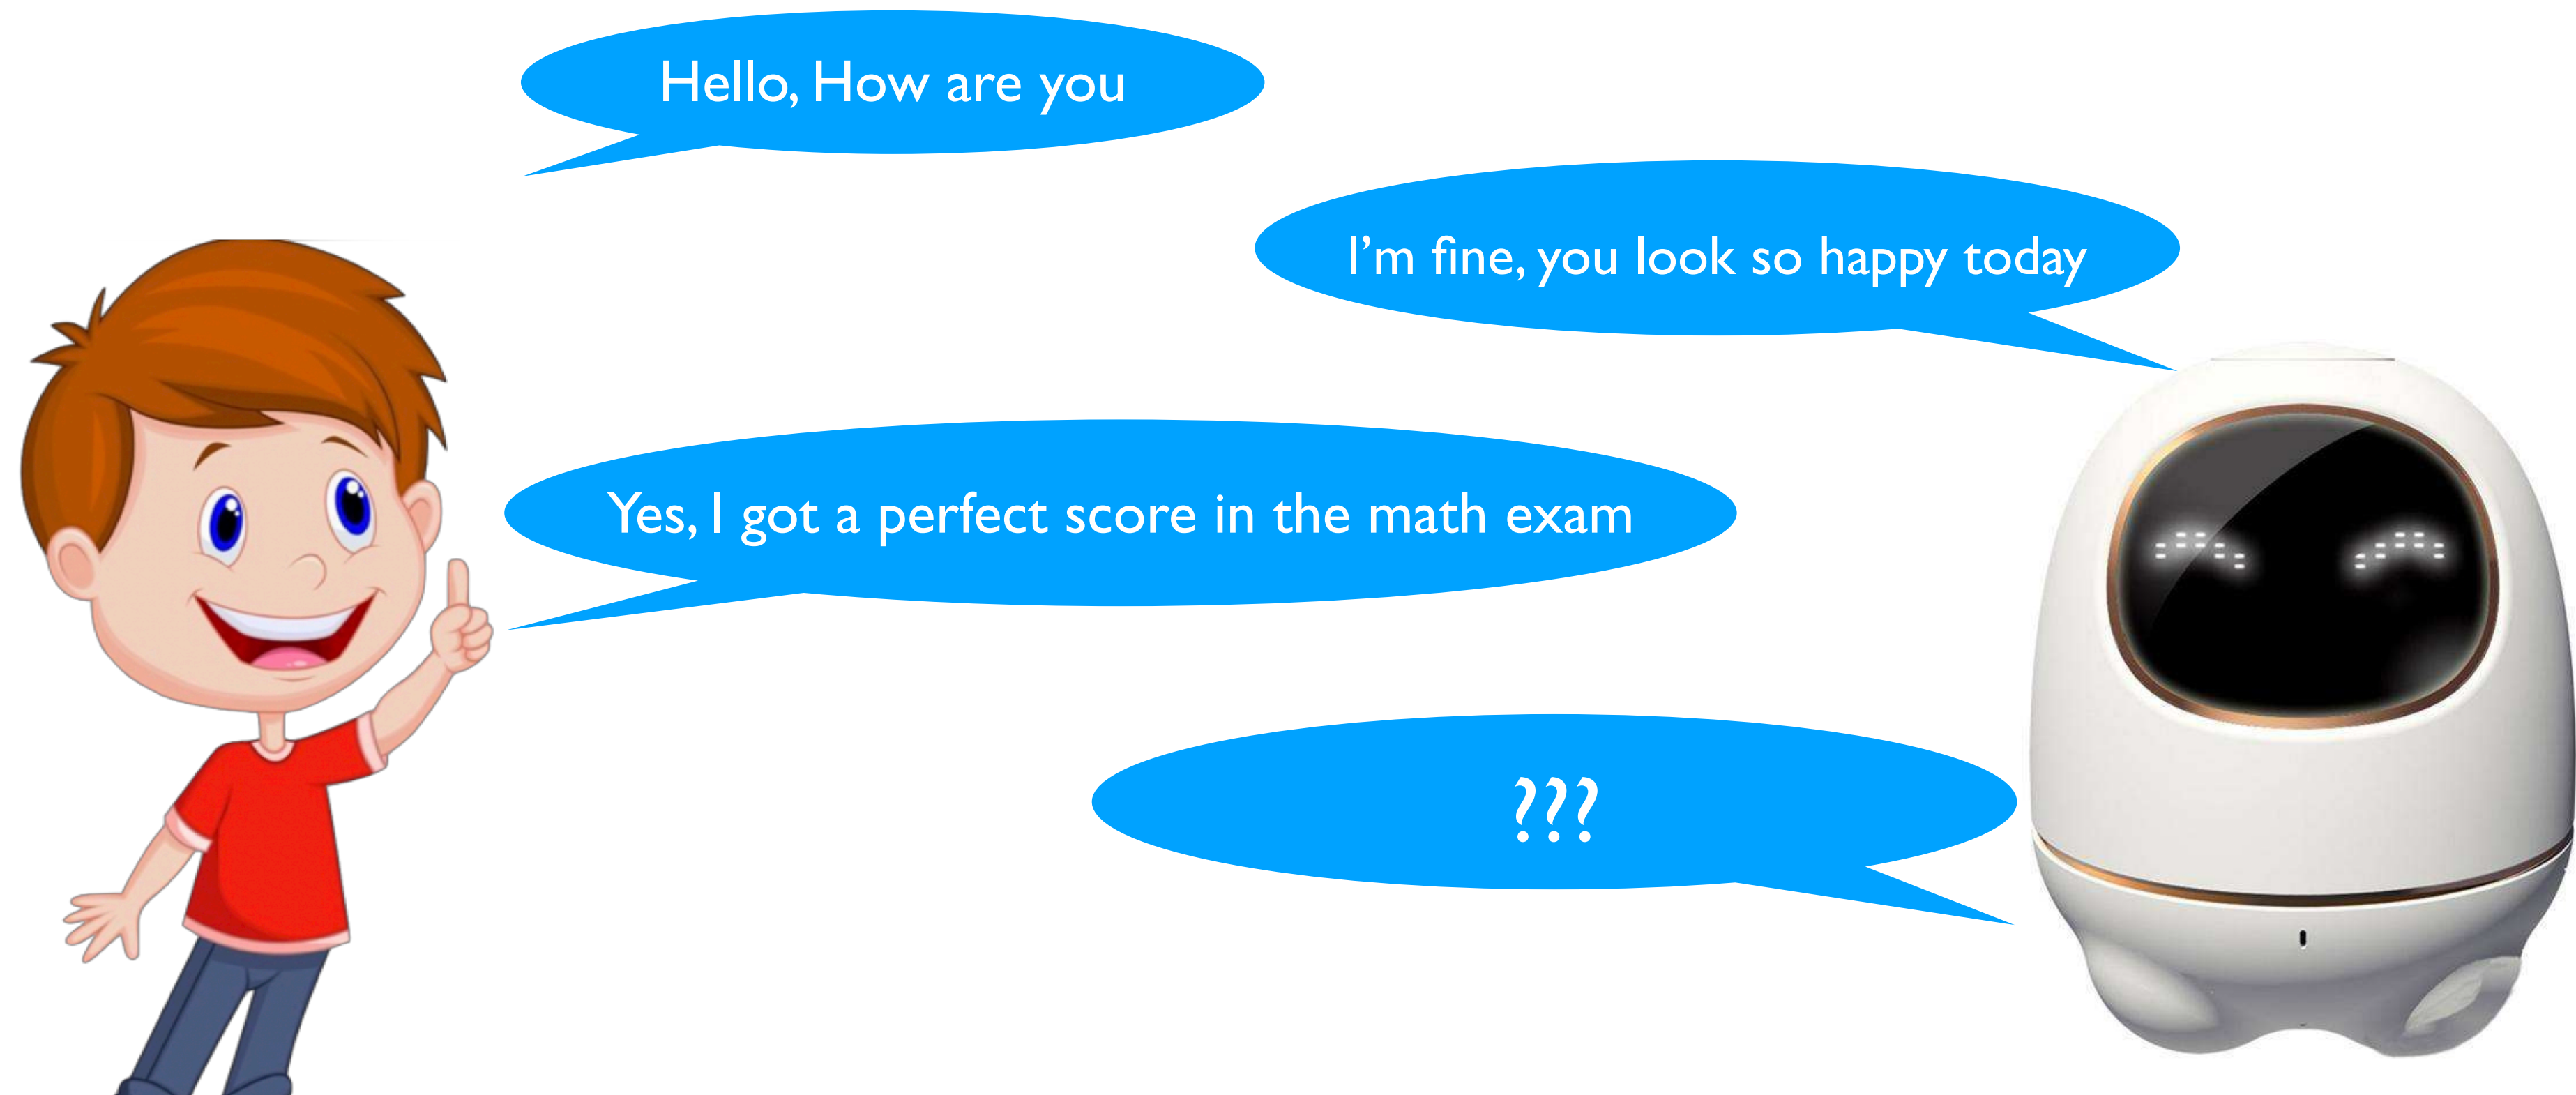 Hello, How are you
I’m fine, you look so happy today
Yes, I got a perfect score in the math exam
???